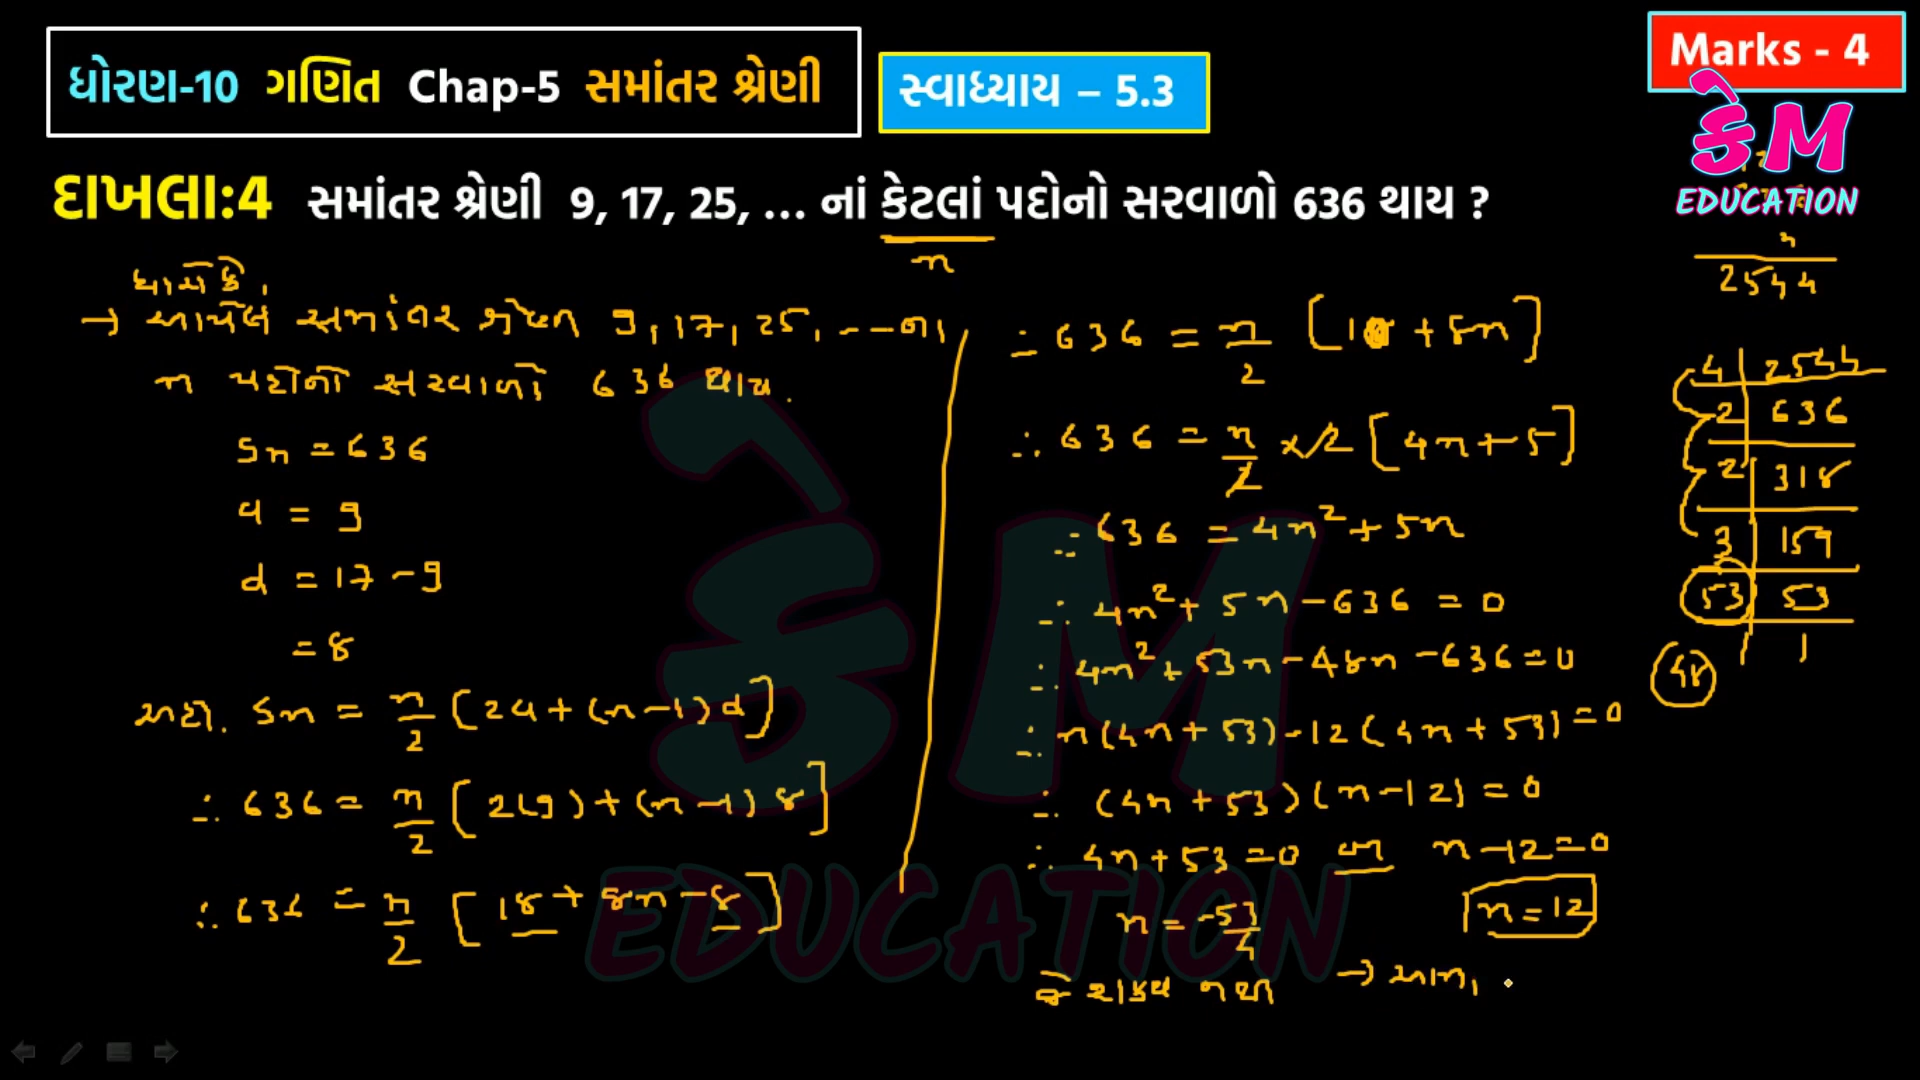 ધોરણ-10 ગણિત Chap-5 સમાંતર શ્રેણી
સ્વાધ્યાય – 5.3
Marks - 4
કેM
EDUCATION
દાખલા:4 સમાંતર શ્રેણી 9, 17, 25, ... નાં કેટલાં પદોનો સરવાળો 636 થાય ?
n
ધારોકે,
→ આપેલ સમાંતર શ્રેણી 9, 17, 25, --- ના
n પદોનો સરવાળો 636 થાય.
Sn = 636
a = 9
d = 17 - 9
= 8
Sn = n/2 [2a + (n-1) d]
∴ 636 = n/2 [2(9) + (n-1) 8]
∴ 636 = n/2 [18 + 8n - 8]
∴ 636 = n/2 [10 + 8n]
∴ 636 = n/2 x 2 [4n + 5]
∴ 636 = 4n² + 5n
∴ 4n² + 5n - 636 = 0
∴ 4n² + 53n - 48n - 636 = 0
∴ n(4n + 53) - 12(4n + 53) = 0
∴ (4n + 53) (n - 12) = 0
∴ 4n + 53 = 0 અથવા n - 12 = 0
n = -53/4
n = 12
જે શક્ય નથી
→ આમ,
2544
4 | 2544
2 | 636
2 | 318
3 | 159
53 | 53
1
48
કેM
EDUCATION